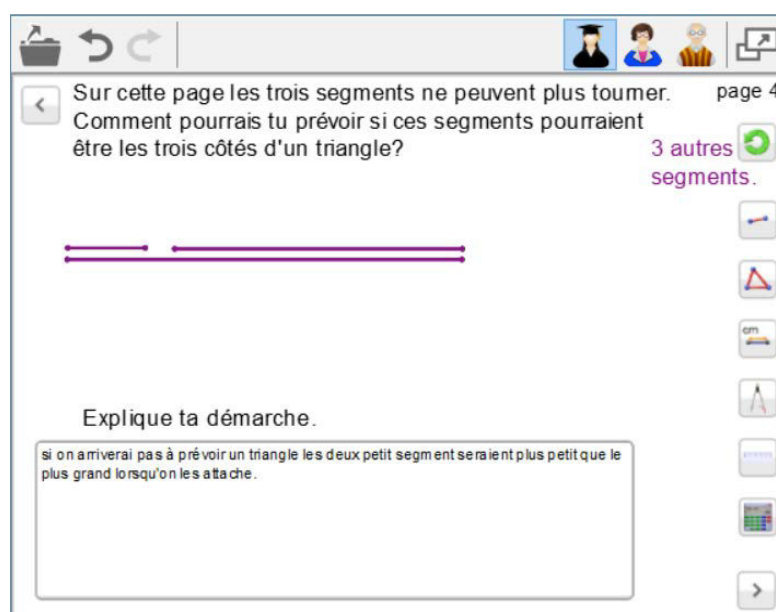 Sur cette page les trois segments ne peuvent plus tourner.
page 4
Comment pourrais tu prévoir si ces segments pourraient
être les trois côtés d'un triangle?
3 autres
segments.
cm
Explique ta démarche.
si on arriverai pas à prévoir un triangle les deux petit segment seraient plus petit que le
plus grand lorsqu'on les attache.